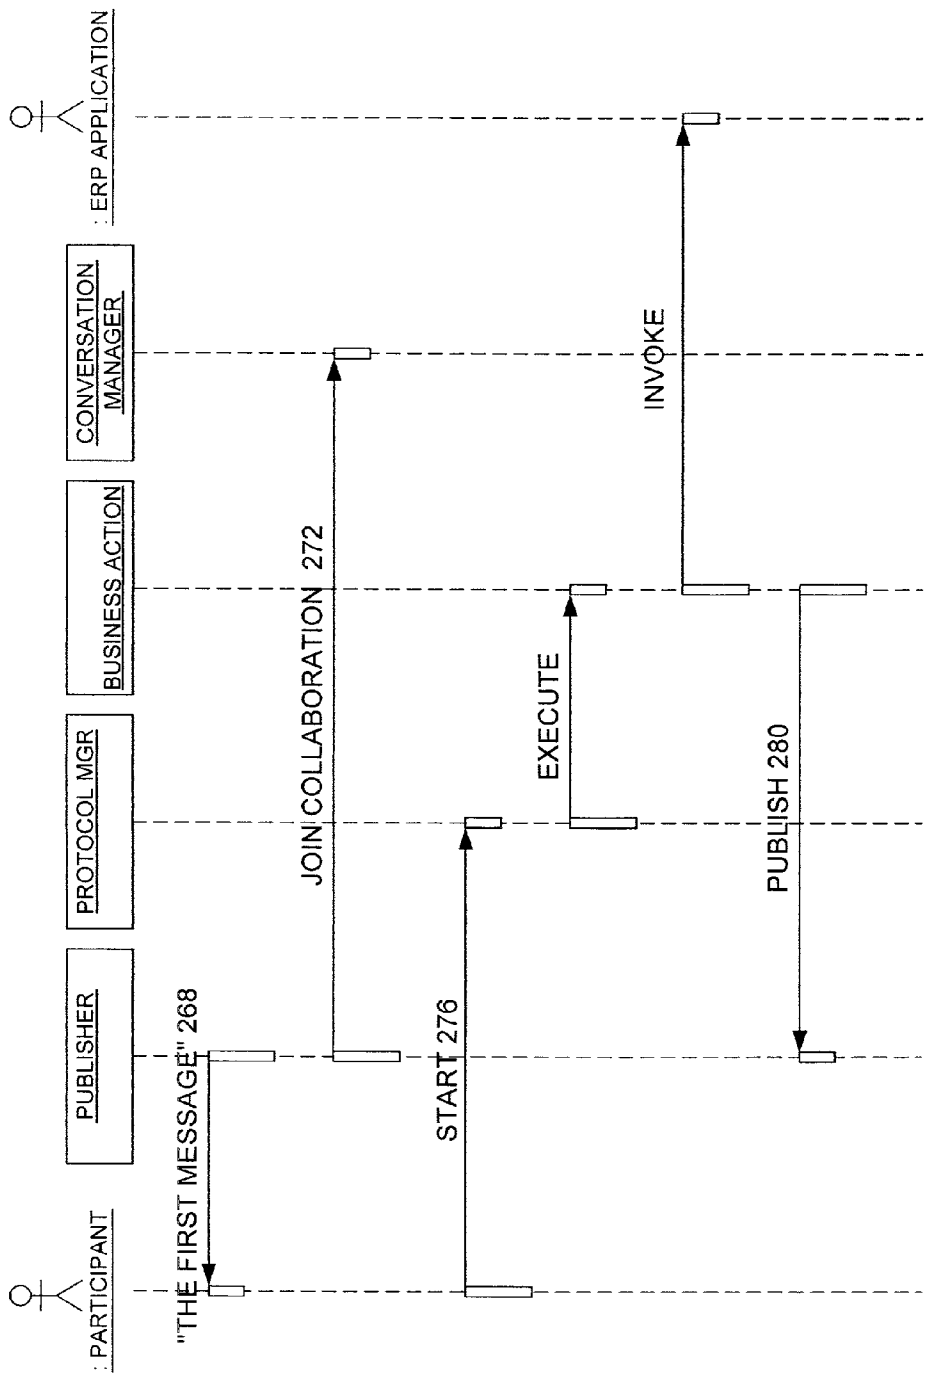 : PARTICIPANT
PUBLISHER
PROTOCOL MGR
BUSINESS ACTION
CONVERSATION
MANAGER
: ERP APPLICATION
"THE FIRST MESSAGE" 268
JOIN COLLABORATION 272
START 276
EXECUTE
INVOKE
PUBLISH 280